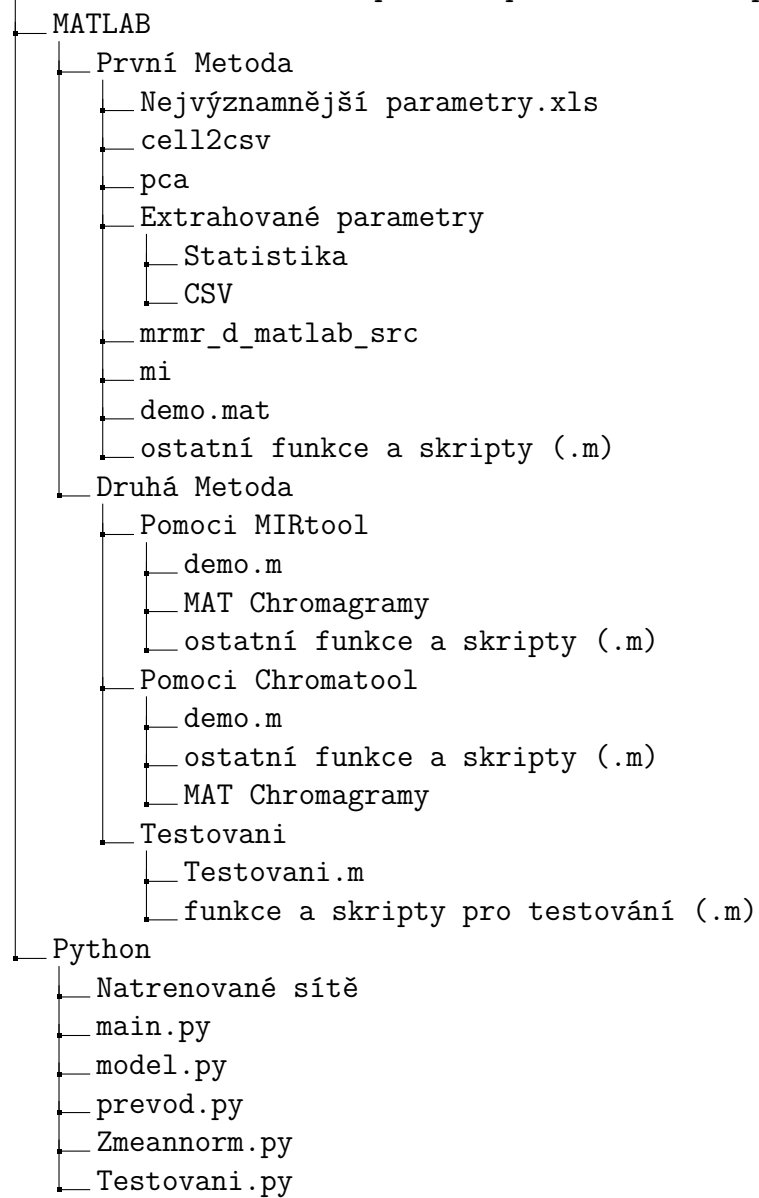 MATLAB
První Metoda
Nejvýznamnější parametry.xls
cell2csv
pca
Extrahované parametry
Statistika
CSV
mrmr_d_matlab_src
mi
demo.mat
ostatní funkce a skripty (.m)
Druhá Metoda
Pomoci MIRtool
demo.m
MAT Chromagramy
ostatní funkce a skripty (.m)
Pomoci Chromatool
demo.m
ostatní funkce a skripty (.m)
MAT Chromagramy
Testovani
Testovani.m
funkce a skripty pro testování (.m)
Python
Natrenované sítě
main.py
model.py
prevod.py
Zmeannorm.py
Testovani.py